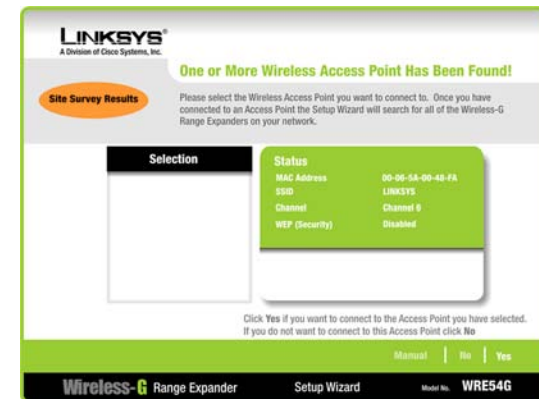 LINKSYS®
A Division of Cisco Systems, Inc.
One or More Wireless Access Point Has Been Found!
Site Survey Results
Please select the Wireless Access Point you want to connect to. Once you have
connected to an Access Point the Setup Wizard will search for all of the Wireless-G
Range Expanders on your network.
Selection
Status
MAC Address 00-06-5A-00-48-FA
SSID LINKSYS
Channel Channel 6
WEP (Security) Disabled
Click Yes if you want to connect to the Access Point you have selected.
If you do not want to connect to this Access Point click No
Manual | No | Yes
Wireless-G Range Expander Setup Wizard Model No. WRE54G